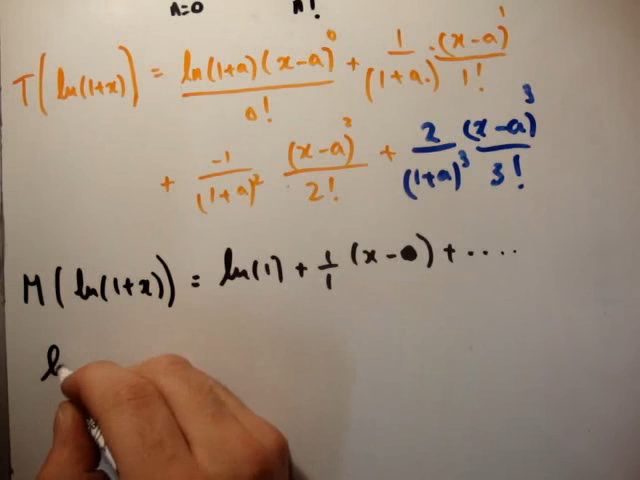 n=0 n!
T(ln(1+x)) = ln(1+a)(x-a)^0/0! + 1/(1+a.) · (x-a)^1/1!
+ -1/(1+a)^2 (x-a)^2/2! + 2/(1+a)^3 (x-a)^3/3!
M(ln(1+x)) = ln(1) + 1/1 (x-0) + ....
l